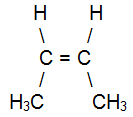 H H
C = C
H₃C CH₃